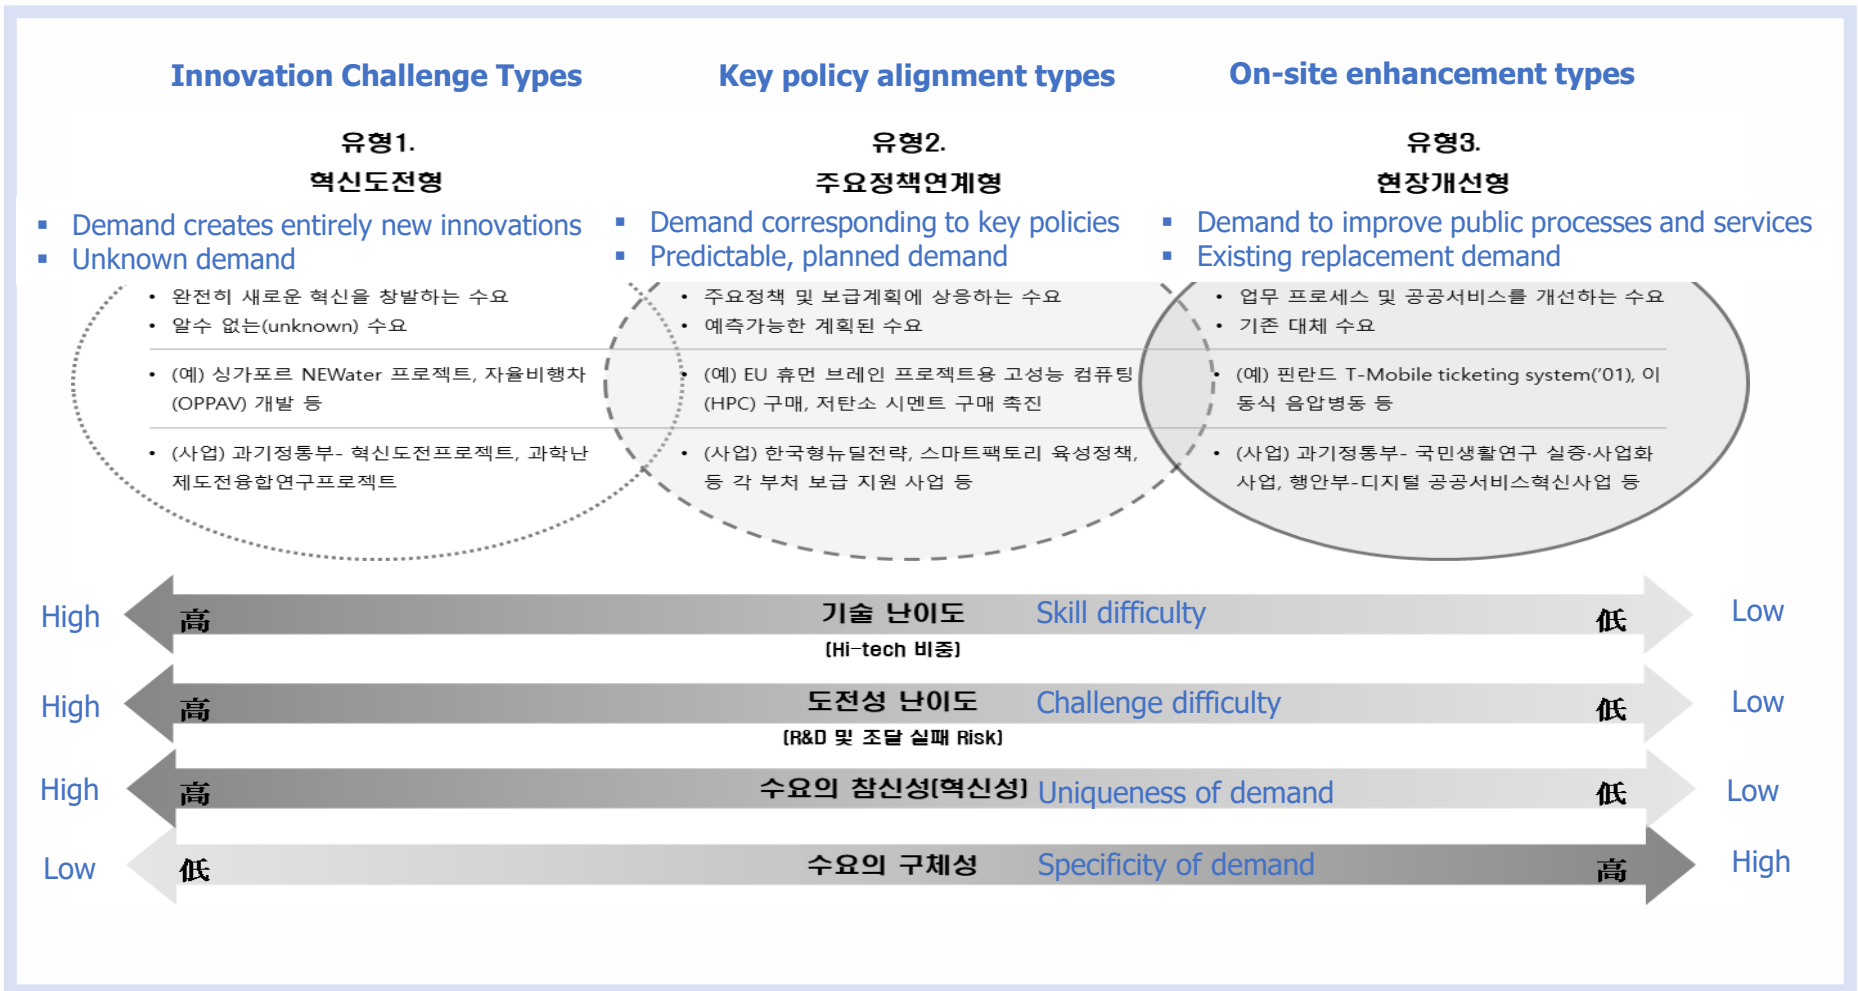 Innovation Challenge Types
Key policy alignment types
On-site enhancement types
유형1.
혁신도전형
유형2.
주요정책연계형
유형3.
현장개선형
▪ Demand creates entirely new innovations
▪ Unknown demand
▪ Demand corresponding to key policies
▪ Predictable, planned demand
▪ Demand to improve public processes and services
▪ Existing replacement demand
• 완전히 새로운 혁신을 창발하는 수요
• 알수 없는(unknown) 수요
• 주요정책 및 보급계획에 상응하는 수요
• 예측가능한 계획된 수요
• 업무 프로세스 및 공공서비스를 개선하는 수요
• 기존 대체 수요
• (예) 싱가포르 NEWater 프로젝트, 자율비행차
(OPPAV) 개발 등
• (예) EU 휴먼 브레인 프로젝트용 고성능 컴퓨팅
(HPC) 구매, 저탄소 시멘트 구매 촉진
• (예) 핀란드 T-Mobile ticketing system('01), 이
동식 음압병동 등
• (사업) 과기정통부- 혁신도전프로젝트, 과학난
제도전융합연구프로젝트
• (사업) 한국형뉴딜전략, 스마트팩토리 육성정책,
등 각 부처 보급 지원 사업 등
• (사업) 과기정통부- 국민생활연구 실증·사업화
사업, 행안부-디지털 공공서비스혁신사업 등
High 高 기술 난이도 Skill difficulty 低 Low
(Hi-tech 비중)
High 高 도전성 난이도 Challenge difficulty 低 Low
(R&D 및 조달 실패 Risk)
High 高 수요의 참신성(혁신성) Uniqueness of demand 低 Low
Low 低 수요의 구체성 Specificity of demand 高 High